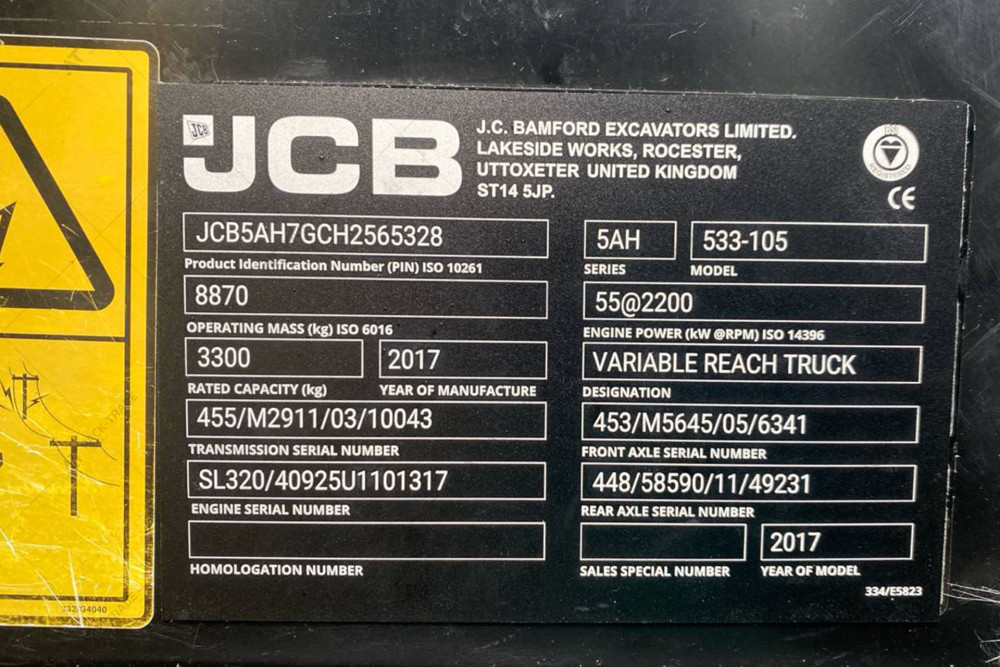 JCB
JCB
J.C. BAMFORD EXCAVATORS LIMITED.
LAKESIDE WORKS, ROCESTER,
UTTOXETER UNITED KINGDOM
ST14 5JP.
BSI
REGISTERED
CE
JCB5AH7GCH2565328
Product Identification Number (PIN) ISO 10261
5AH
SERIES
533-105
MODEL
8870
OPERATING MASS (kg) ISO 6016
55@2200
ENGINE POWER (kW @RPM) ISO 14396
3300
RATED CAPACITY (kg)
2017
YEAR OF MANUFACTURE
VARIABLE REACH TRUCK
DESIGNATION
455/M2911/03/10043
TRANSMISSION SERIAL NUMBER
453/M5645/05/6341
FRONT AXLE SERIAL NUMBER
SL320/40925U1101317
ENGINE SERIAL NUMBER
448/58590/11/49231
REAR AXLE SERIAL NUMBER
HOMOLOGATION NUMBER
SALES SPECIAL NUMBER
2017
YEAR OF MODEL
334/E5823